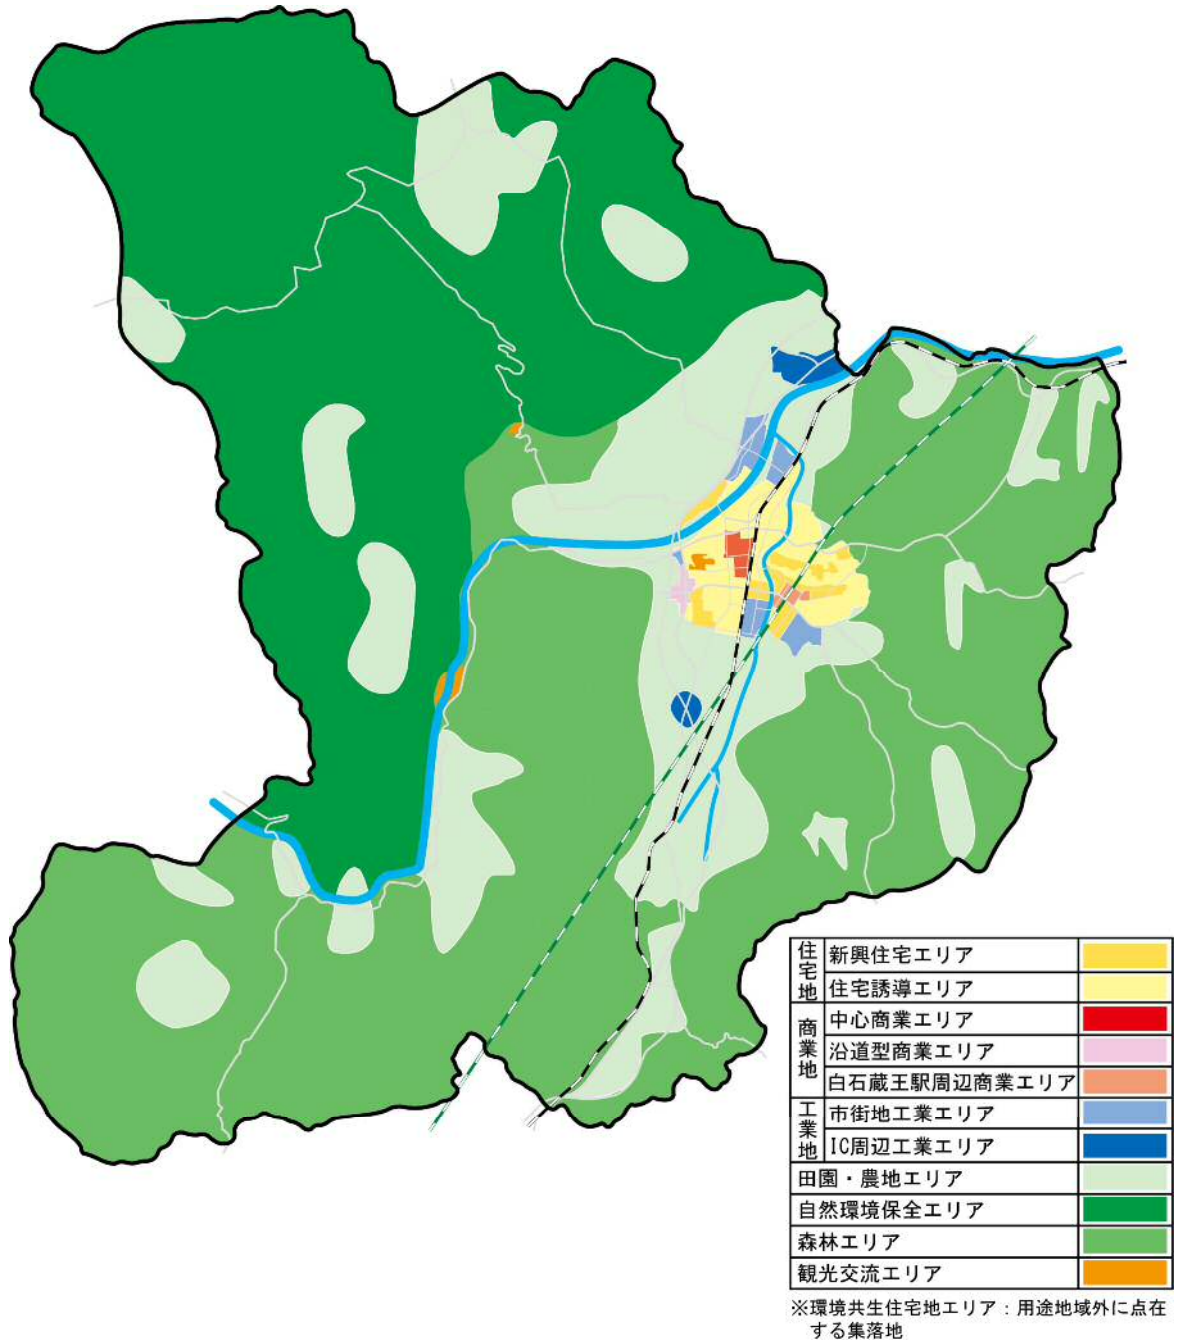 住宅地
新興住宅エリア
住宅誘導エリア
商業地
中心商業エリア
沿道型商業エリア
白石蔵王駅周辺商業エリア
工業地
市街地工業エリア
IC周辺工業エリア
田園・農地エリア
自然環境保全エリア
森林エリア
観光交流エリア
※環境共生住宅地エリア：用途地域外に点在
する集落地